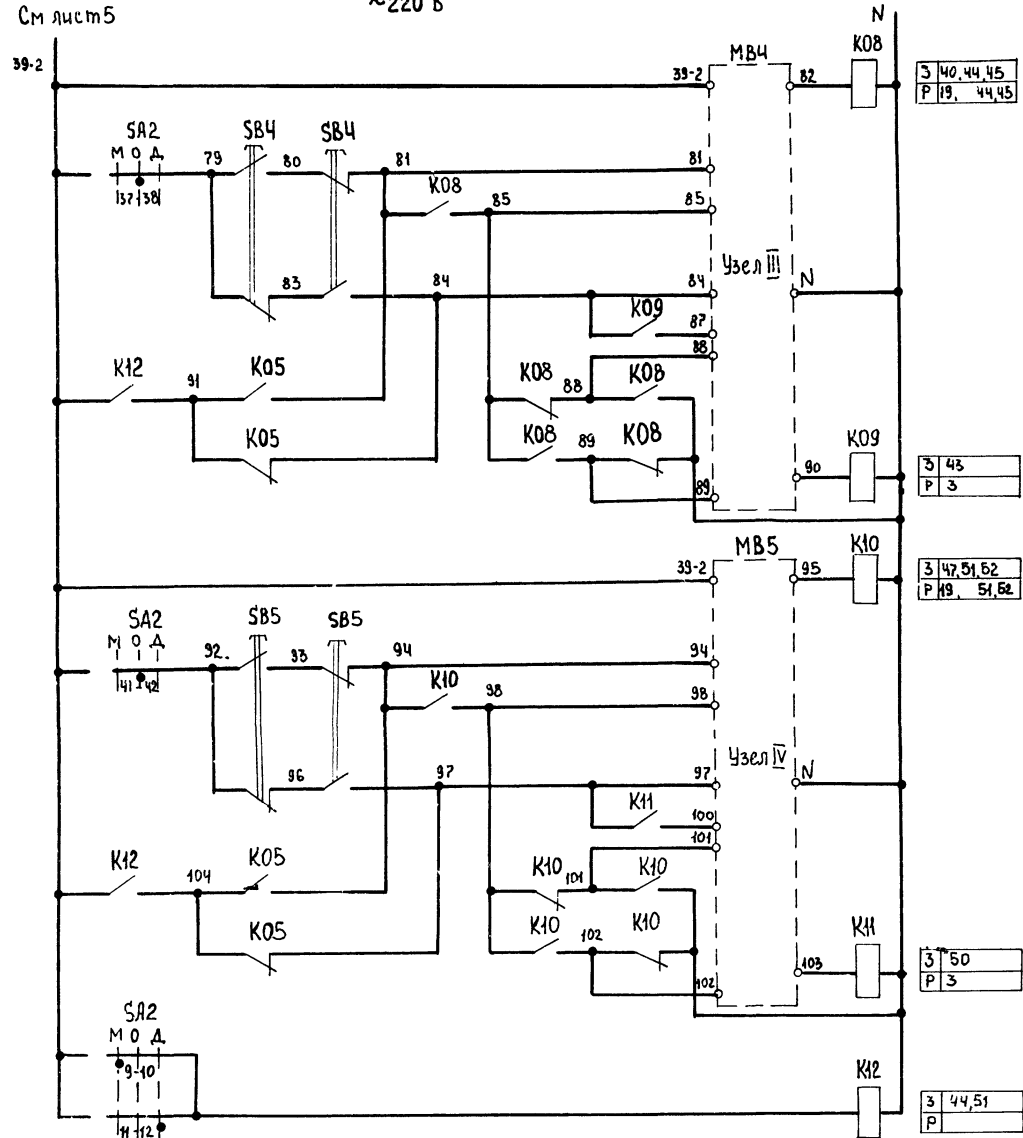 ~220 В
См лист5
N
39-2
МВ4
К08
39-2
82
З 40,44,45
Р 19, 44,45
SA2
SB4
SB4
М О Д
79
80
81
81
37 38
К08
85
85
Узел III
83
84
84
N
К09
87
88
К12
91
К05
К08
88
К08
К05
К08
89
К08
К09
89
90
З 43
Р 3
МВ5
К10
39-2
95
З 47,51,52
Р 19, 51,52
SA2
SB5
SB5
М О Д
92.
93
94
94
41 42
К10
98
98
Узел IV
96
97
97
N
К11
100
101
К12
104
К05
К10
101
К10
К05
К10
102
К10
К11
102
103
З 50
Р 3
SA2
М О Д
9-10
К12
11-12
З 44,51
Р